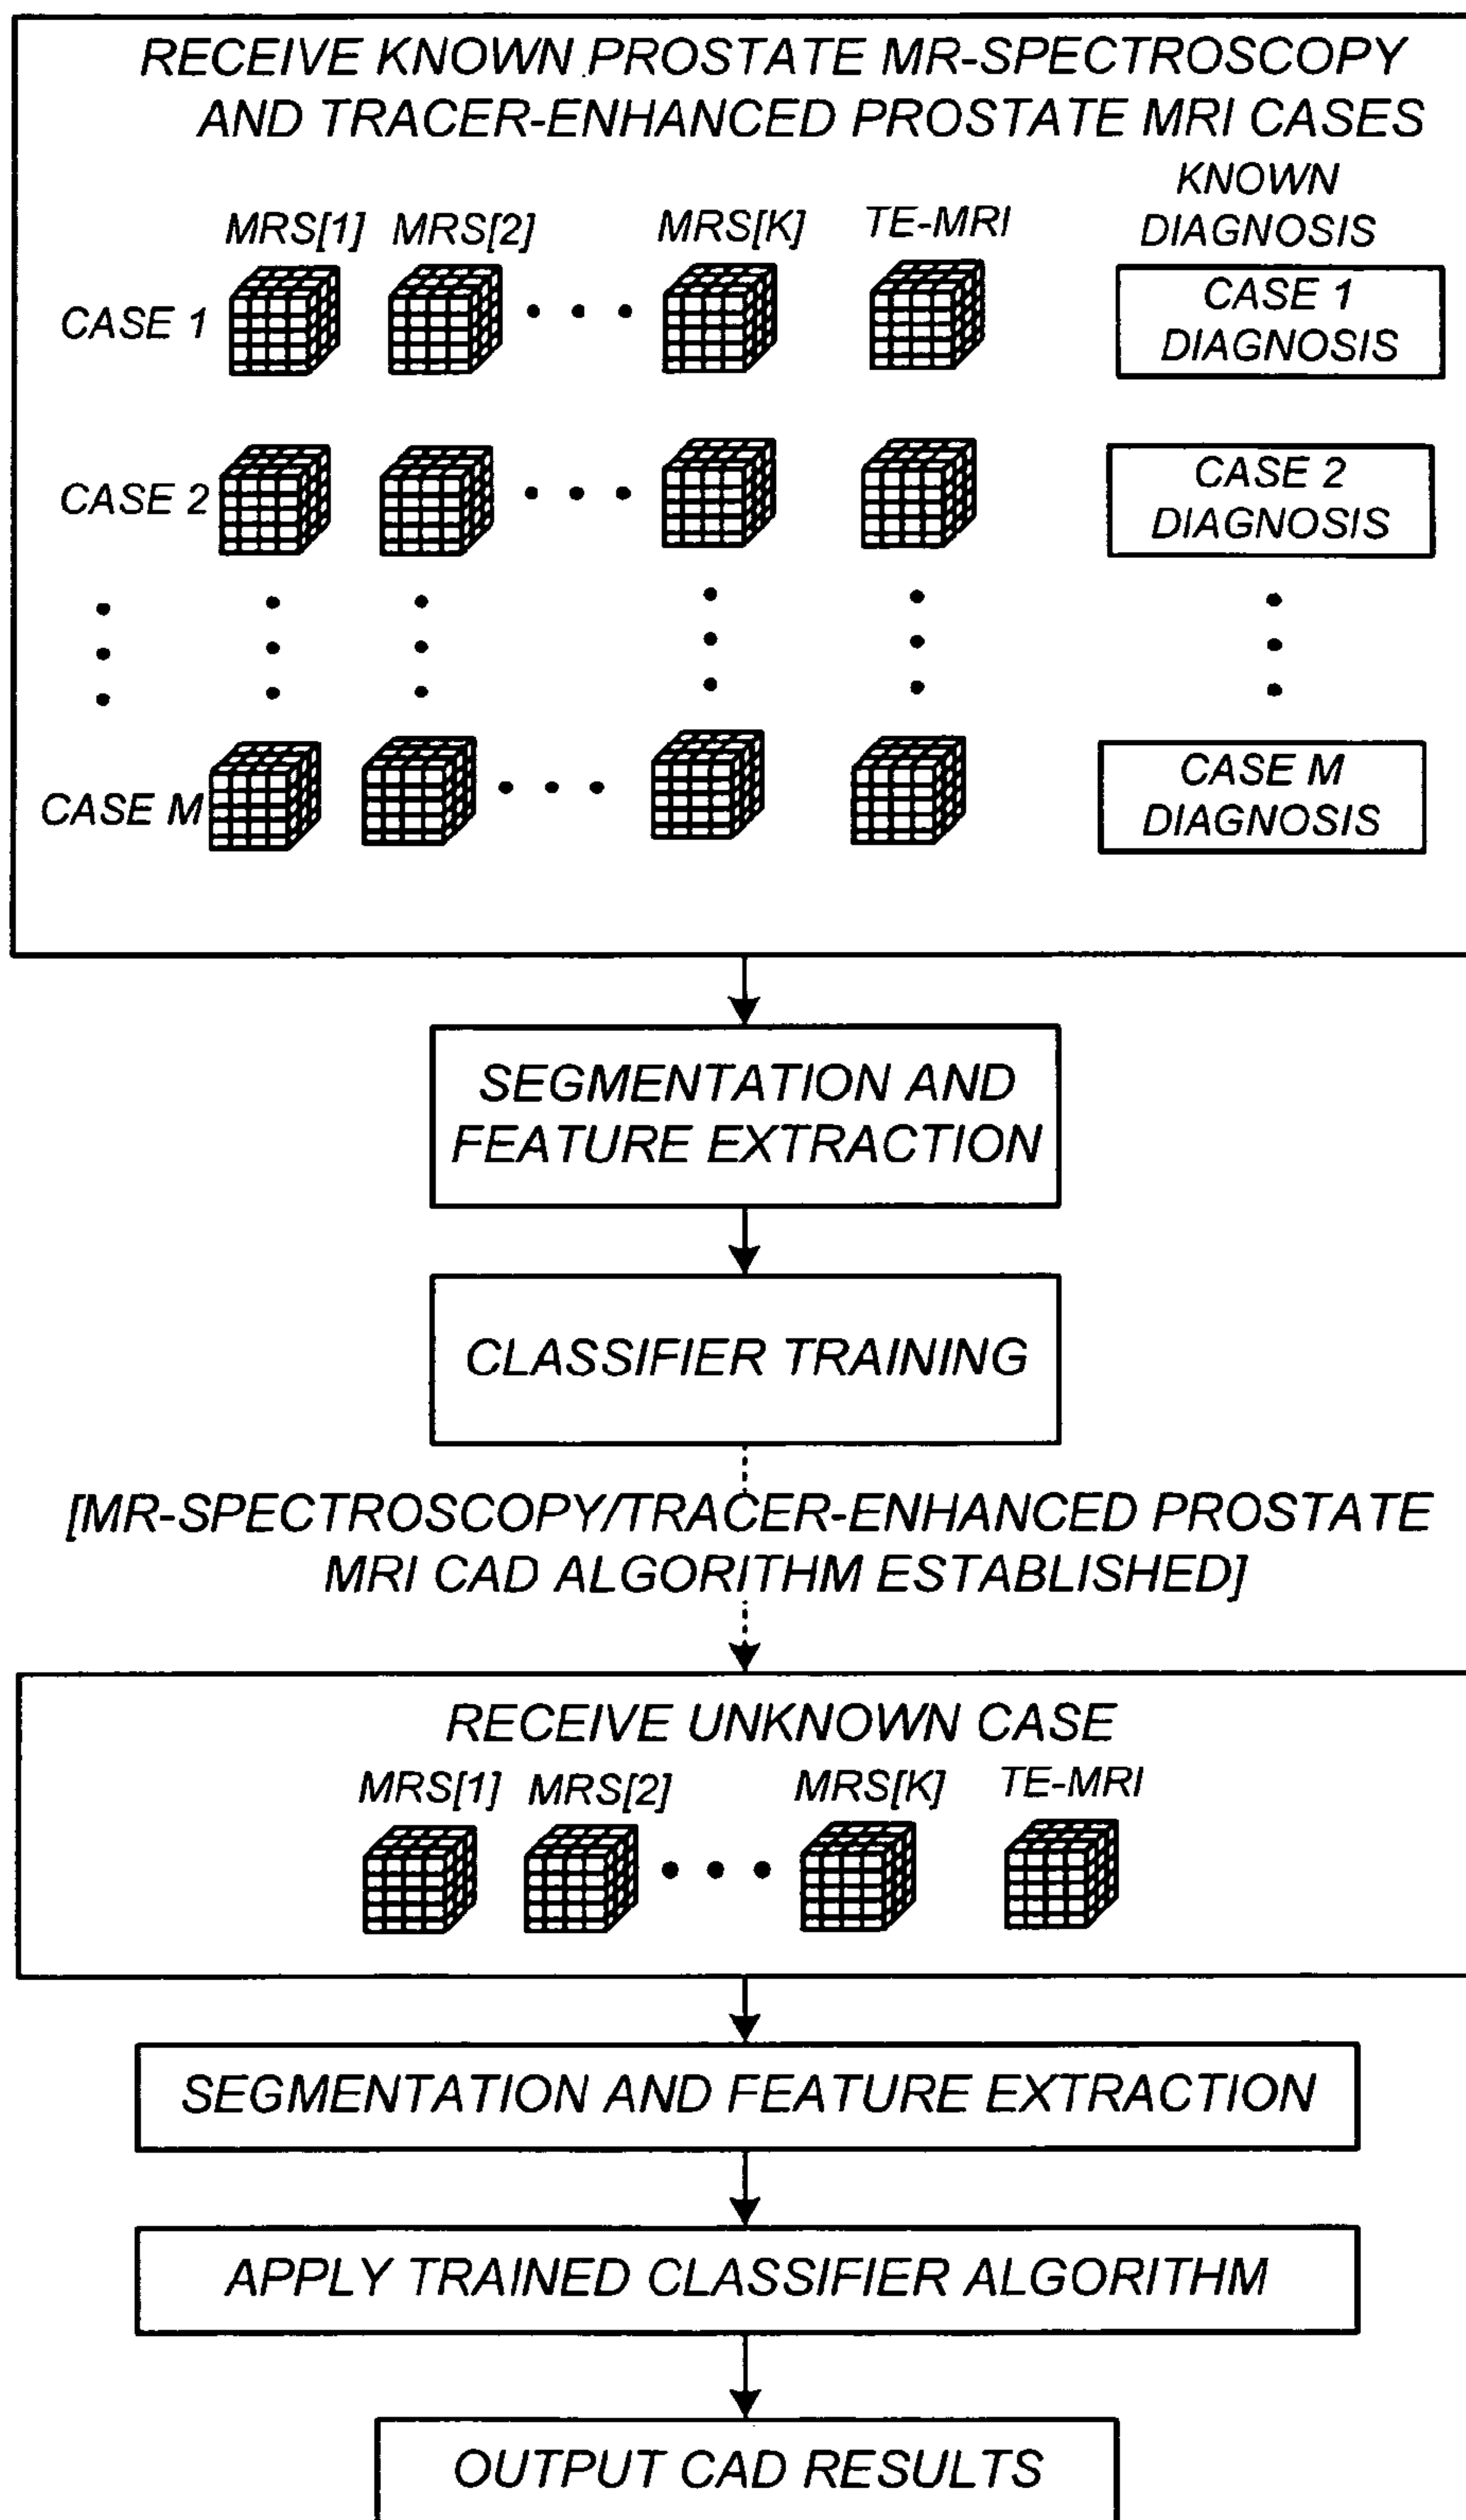 RECEIVE KNOWN PROSTATE MR-SPECTROSCOPY
AND TRACER-ENHANCED PROSTATE MRI CASES
KNOWN
DIAGNOSIS
MRS[1] MRS[2] MRS[K] TE-MRI
CASE 1
CASE 1
DIAGNOSIS
CASE 2
CASE 2
DIAGNOSIS
CASE M
CASE M
DIAGNOSIS
SEGMENTATION AND
FEATURE EXTRACTION
CLASSIFIER TRAINING
[MR-SPECTROSCOPY/TRACER-ENHANCED PROSTATE
MRI CAD ALGORITHM ESTABLISHED]
RECEIVE UNKNOWN CASE
MRS[1] MRS[2] MRS[K] TE-MRI
SEGMENTATION AND FEATURE EXTRACTION
APPLY TRAINED CLASSIFIER ALGORITHM
OUTPUT CAD RESULTS